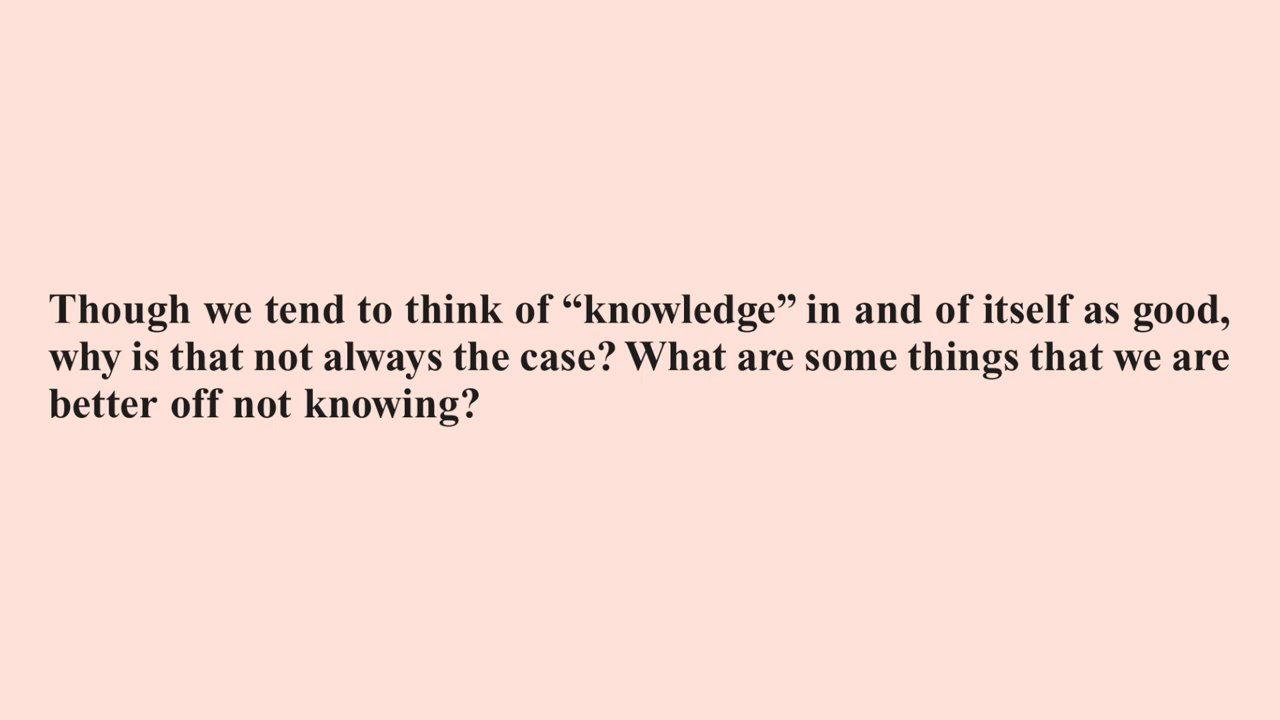 Though we tend to think of “knowledge” in and of itself as good,
why is that not always the case? What are some things that we are
better off not knowing?